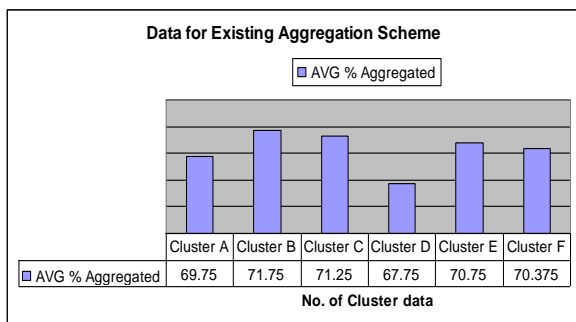 Data for Existing Aggregation Scheme
AVG % Aggregated
Cluster A Cluster B Cluster C Cluster D Cluster E Cluster F
AVG % Aggregated 69.75 71.75 71.25 67.75 70.75 70.375
No. of Cluster data